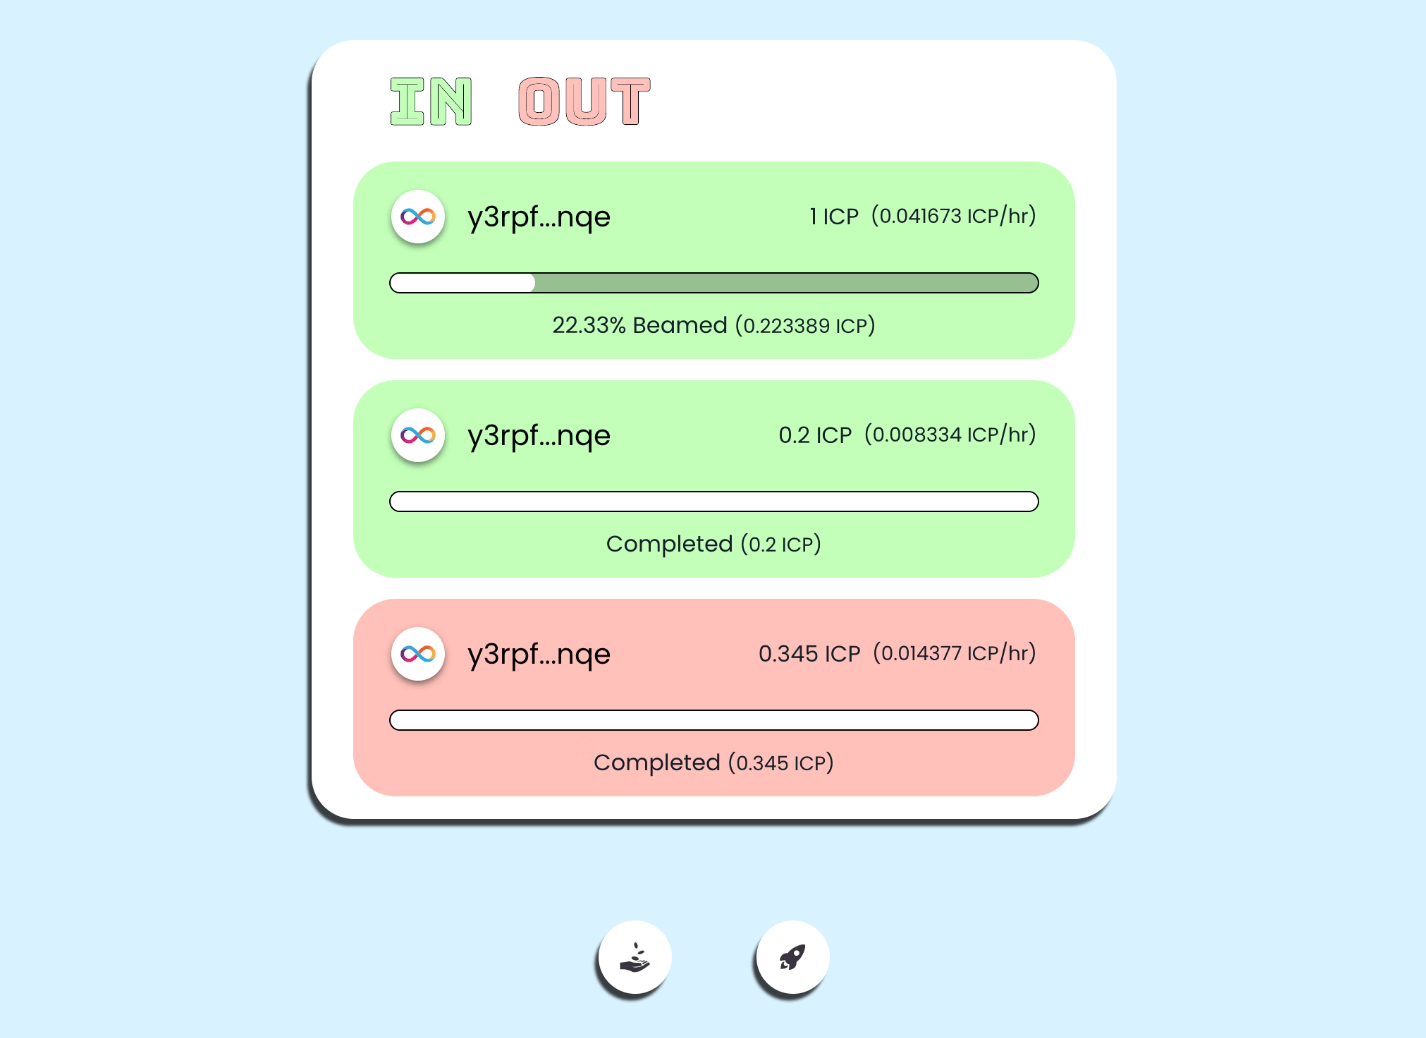 IN OUT
y3rpf...nqe 1 ICP (0.041673 ICP/hr)
22.33% Beamed (0.223389 ICP)
y3rpf...nqe 0.2 ICP (0.008334 ICP/hr)
Completed (0.2 ICP)
y3rpf...nqe 0.345 ICP (0.014377 ICP/hr)
Completed (0.345 ICP)